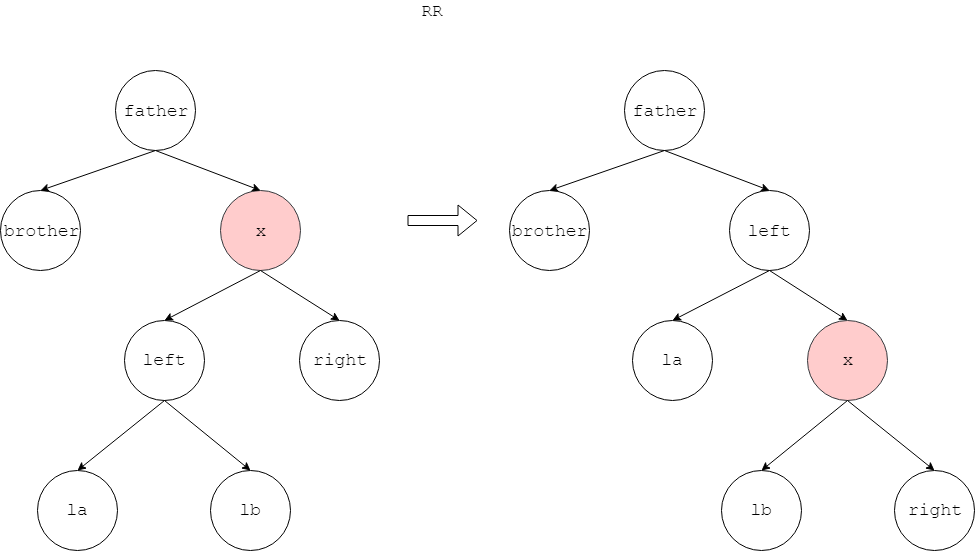 RR
father
brother
x
left
right
la
lb
father
brother
left
la
x
lb
right